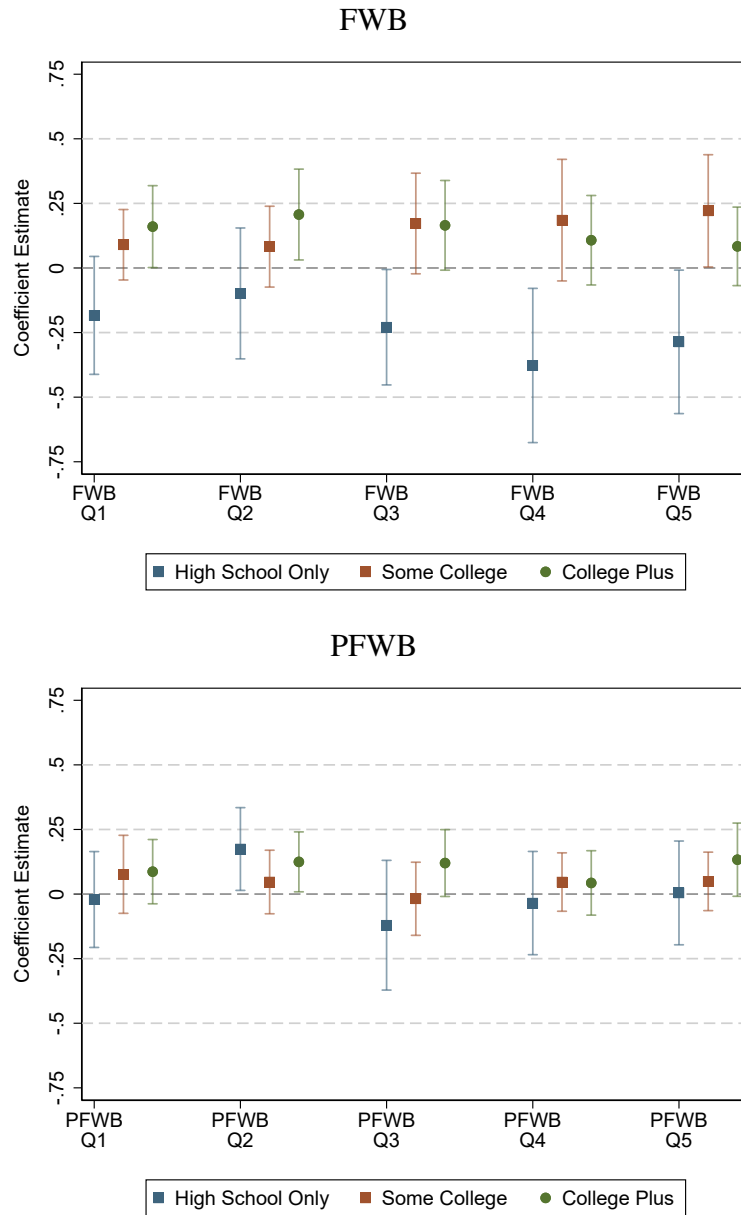 FWB
Coefficient Estimate
.75
.5
.25
0
-.25
-.5
-.75
FWB FWB FWB FWB FWB
Q1 Q2 Q3 Q4 Q5
High School Only Some College College Plus
PFWB
Coefficient Estimate
.75
.5
.25
0
-.25
-.5
-.75
PFWB PFWB PFWB PFWB PFWB
Q1 Q2 Q3 Q4 Q5
High School Only Some College College Plus